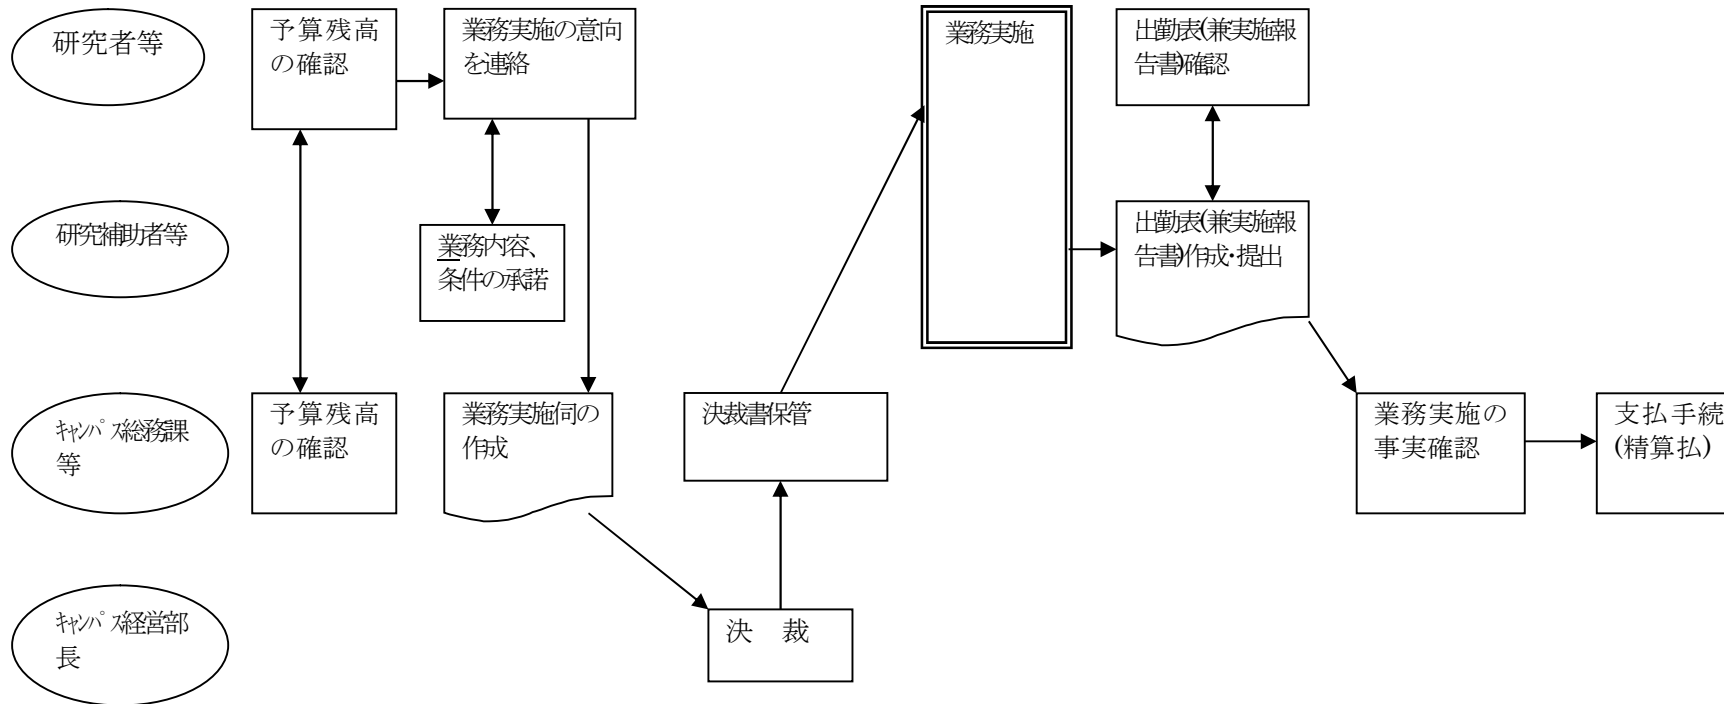 研究者等
予算残高
の確認
業務実施の意向
を連絡
業務実施
出勤表(兼実施報
告書)確認
研究補助者等
業務内容、
条件の承諾
出勤表(兼実施報
告書)作成・提出
ｷｬﾝﾊﾟｽ総務課
等
予算残高
の確認
業務実施伺の
作成
決裁書保管
業務実施の
事実確認
支払手続
(精算払)
ｷｬﾝﾊﾟｽ経営部
長
決　裁